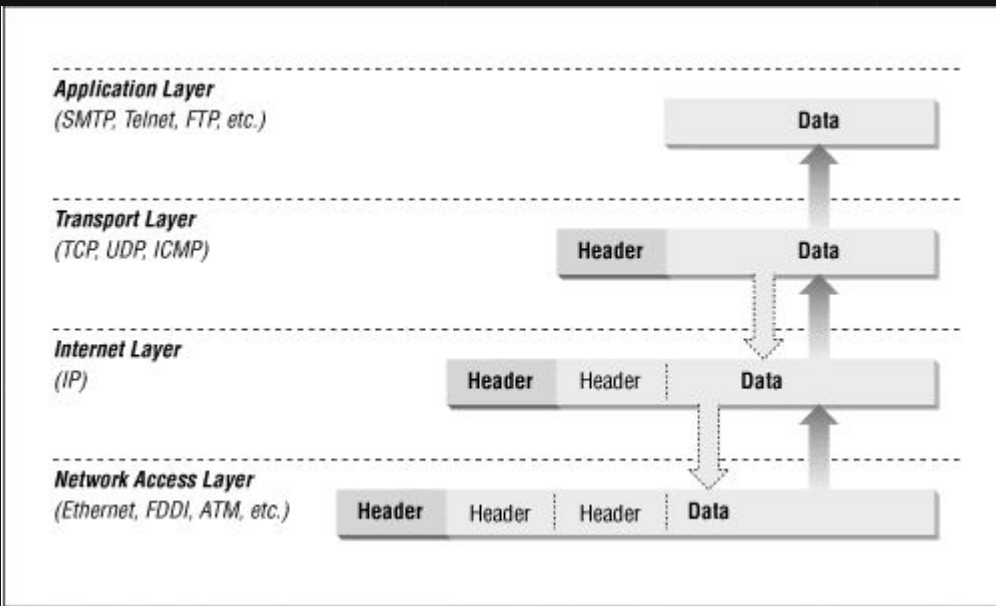 Application Layer
(SMTP, Telnet, FTP, etc.)
Data
Transport Layer
(TCP, UDP, ICMP)
Header Data
Internet Layer
(IP)
Header Header Data
Network Access Layer
(Ethernet, FDDI, ATM, etc.)
Header Header Header Data